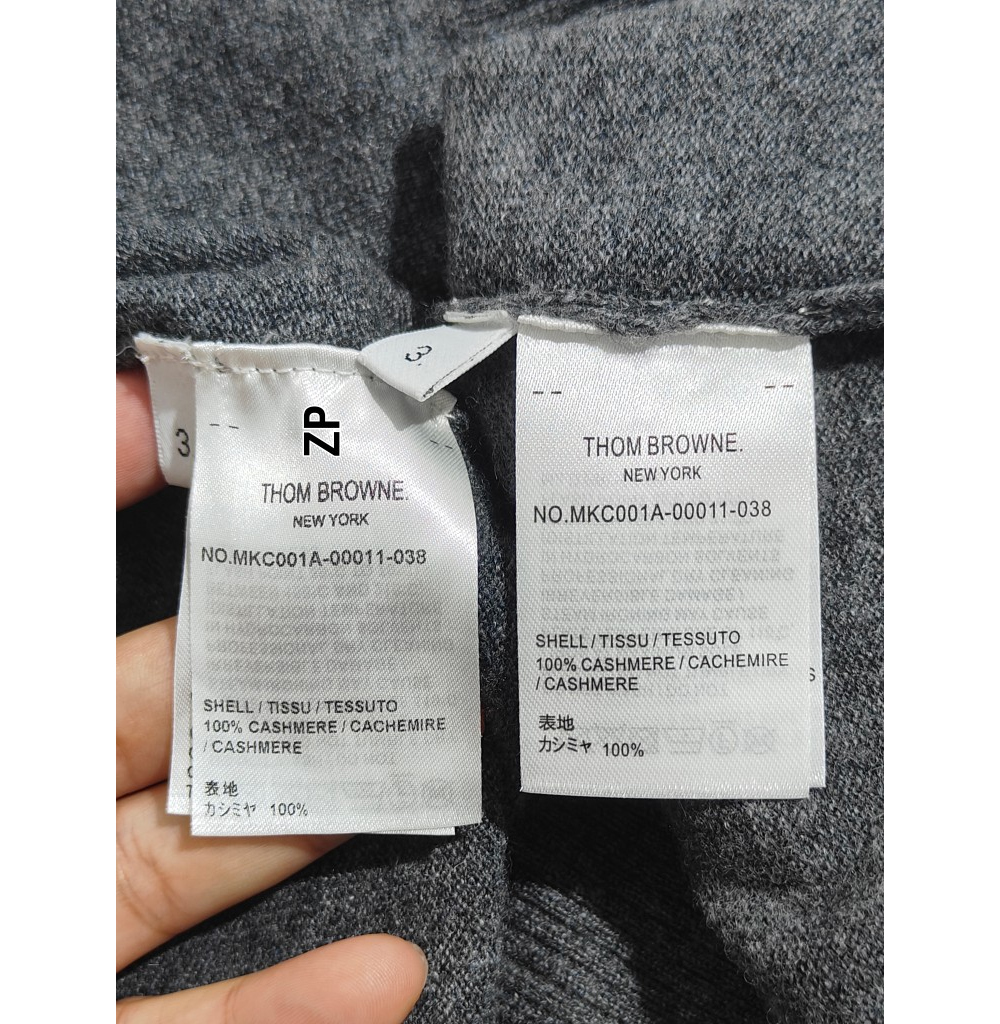 3
3
ZP
THOM BROWNE.
NEW YORK
NO.MKC001A-00011-038
SHELL / TISSU / TESSUTO
100% CASHMERE / CACHEMIRE
/ CASHMERE
表地
カシミヤ 100%
THOM BROWNE.
NEW YORK
NO.MKC001A-00011-038
SHELL / TISSU / TESSUTO
100% CASHMERE / CACHEMIRE
/ CASHMERE
表地
カシミヤ 100%